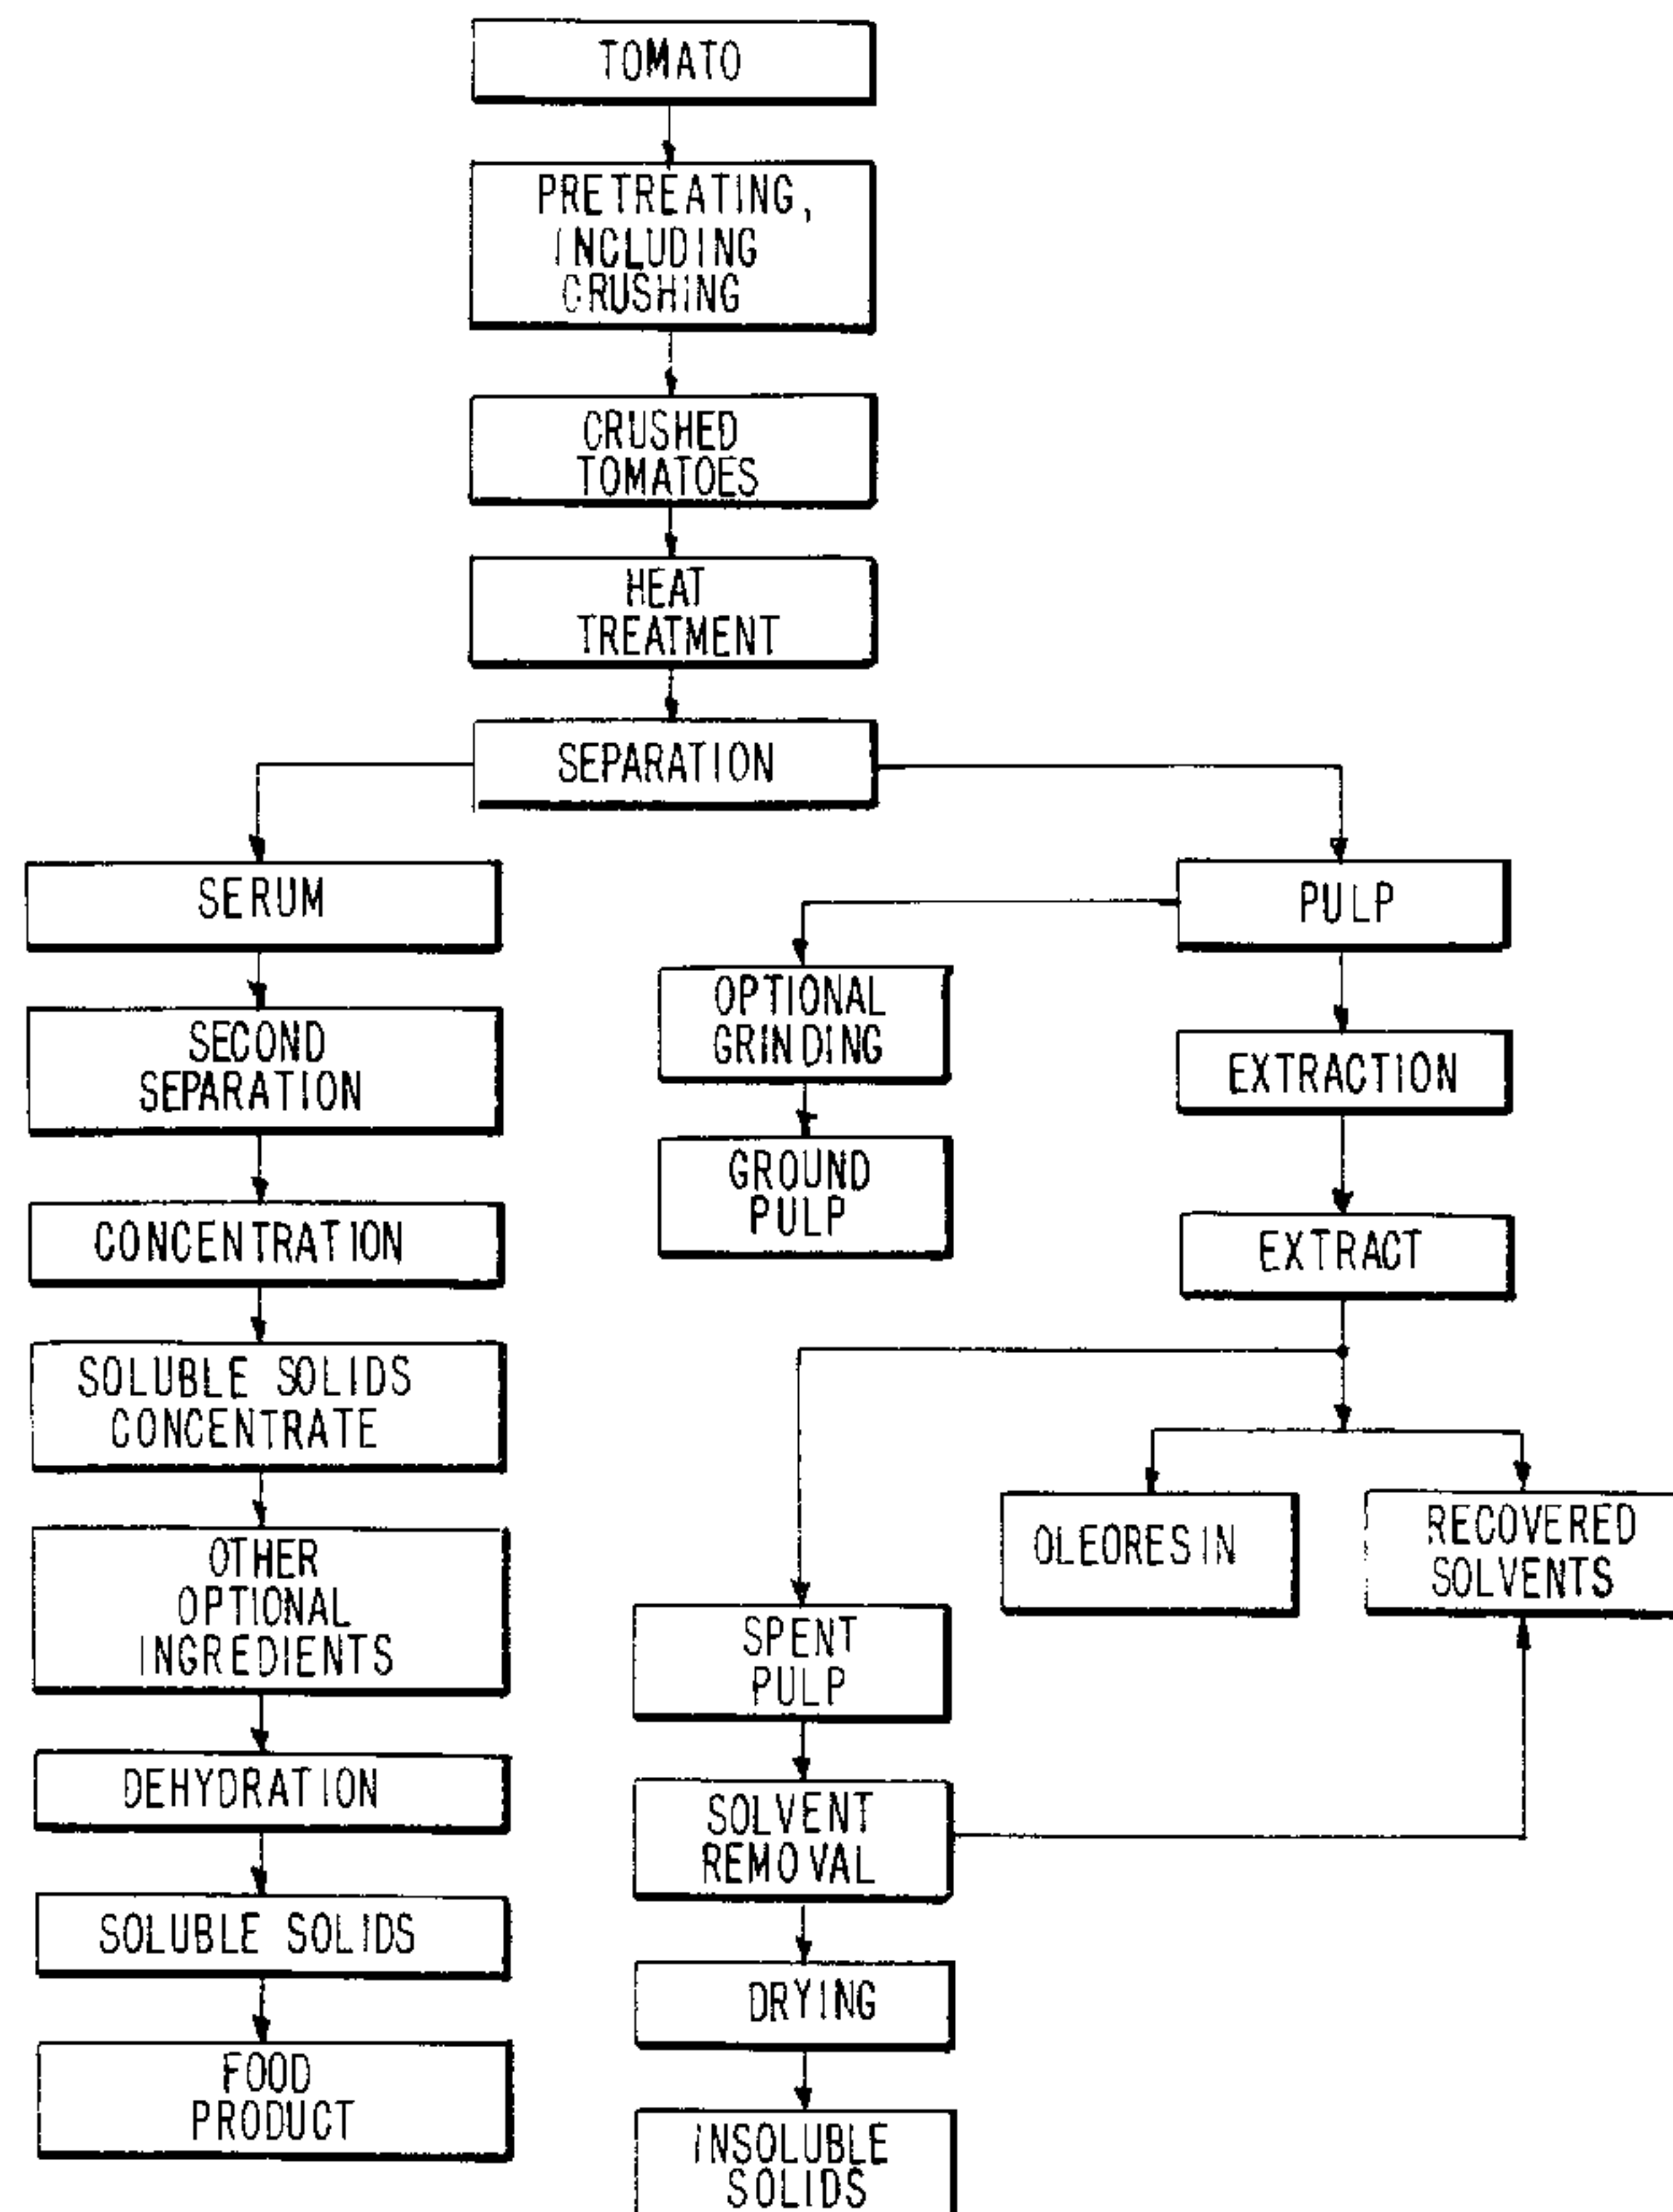 TOMATO
PRETREATING,
INCLUDING
CRUSHING
CRUSHED
TOMATOES
HEAT
TREATMENT
SEPARATION
SERUM
SECOND
SEPARATION
CONCENTRATION
SOLUBLE SOLIDS
CONCENTRATE
OTHER
OPTIONAL
INGREDIENTS
DEHYDRATION
SOLUBLE SOLIDS
FOOD
PRODUCT
PULP
OPTIONAL
GRINDING
GROUND
PULP
EXTRACTION
EXTRACT
OLEORESIN
RECOVERED
SOLVENTS
SPENT
PULP
SOLVENT
REMOVAL
DRYING
INSOLUBLE
SOLIDS